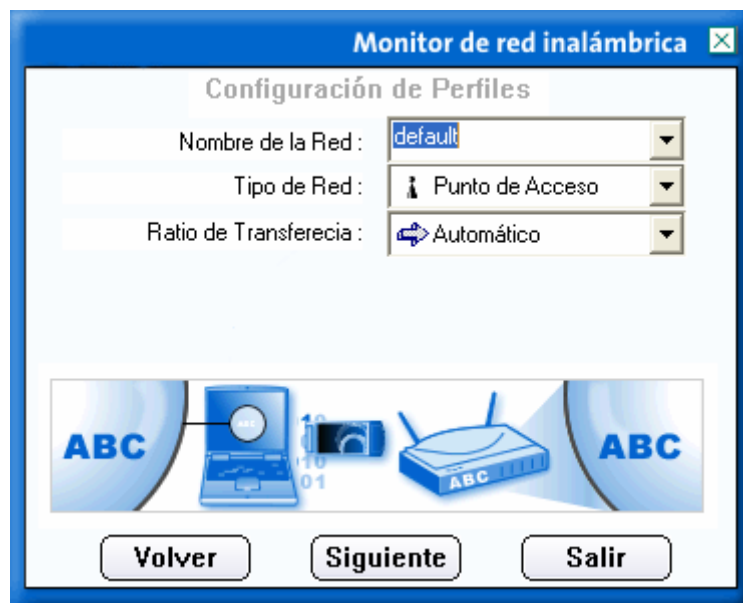 Monitor de red inalámbrica
Configuración de Perfiles
Nombre de la Red : default
Tipo de Red : Punto de Acceso
Ratio de Transferecia : Automático
ABC ABC ABC
ABC
Volver Siguiente Salir